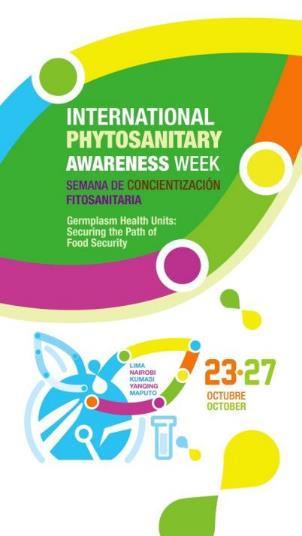 INTERNATIONAL
PHYTOSANITARY
AWARENESS WEEK
SEMANA DE CONCIENTIZACIÓN
FITOSANITARIA
Germplasm Health Units:
Securing the Path of
Food Security
LIMA
NAIROBI
KUMASI
YANQING
MAPUTO
23·27
OCTUBRE
OCTOBER